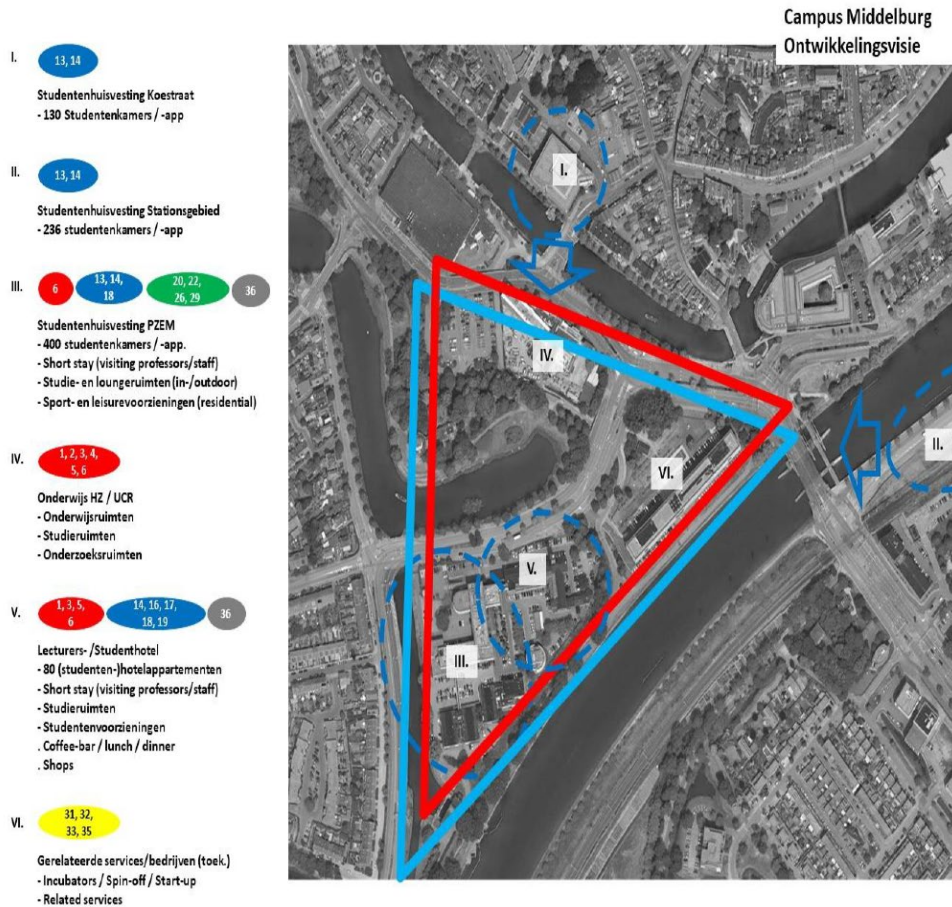 Campus Middelburg
Ontwikkelingsvisie
I.
13, 14
Studentenhuisvesting Koestraat
- 130 Studentenkamers / -app
II.
13, 14
Studentenhuisvesting Stationsgebied
- 236 studentenkamers / -app
III.
6
13, 14,
18
20, 22,
26, 29
36
Studentenhuisvesting PZEM
- 400 studentenkamers / -app.
- Short stay (visiting professors/staff)
- Studie- en loungeruimten (in-/outdoor)
- Sport- en leisurevoorzieningen (residential)
IV.
1, 2, 3, 4,
5, 6
Onderwijs HZ / UCR
- Onderwijsruimten
- Studieruimten
- Onderzoeksruimten
V.
1, 3, 5,
6
14, 16, 17,
18, 19
36
Lecturers- /Studenthotel
- 80 (studenten-)hotelappartementen
- Short stay (visiting professors/staff)
- Studieruimten
- Studentenvoorzieningen
. Coffee-bar / lunch / dinner
. Shops
VI.
31, 32,
33, 35
Gerelateerde services/bedrijven (toek.)
- Incubators / Spin-off / Start-up
- Related services
I.
IV.
II.
VI.
V.
III.